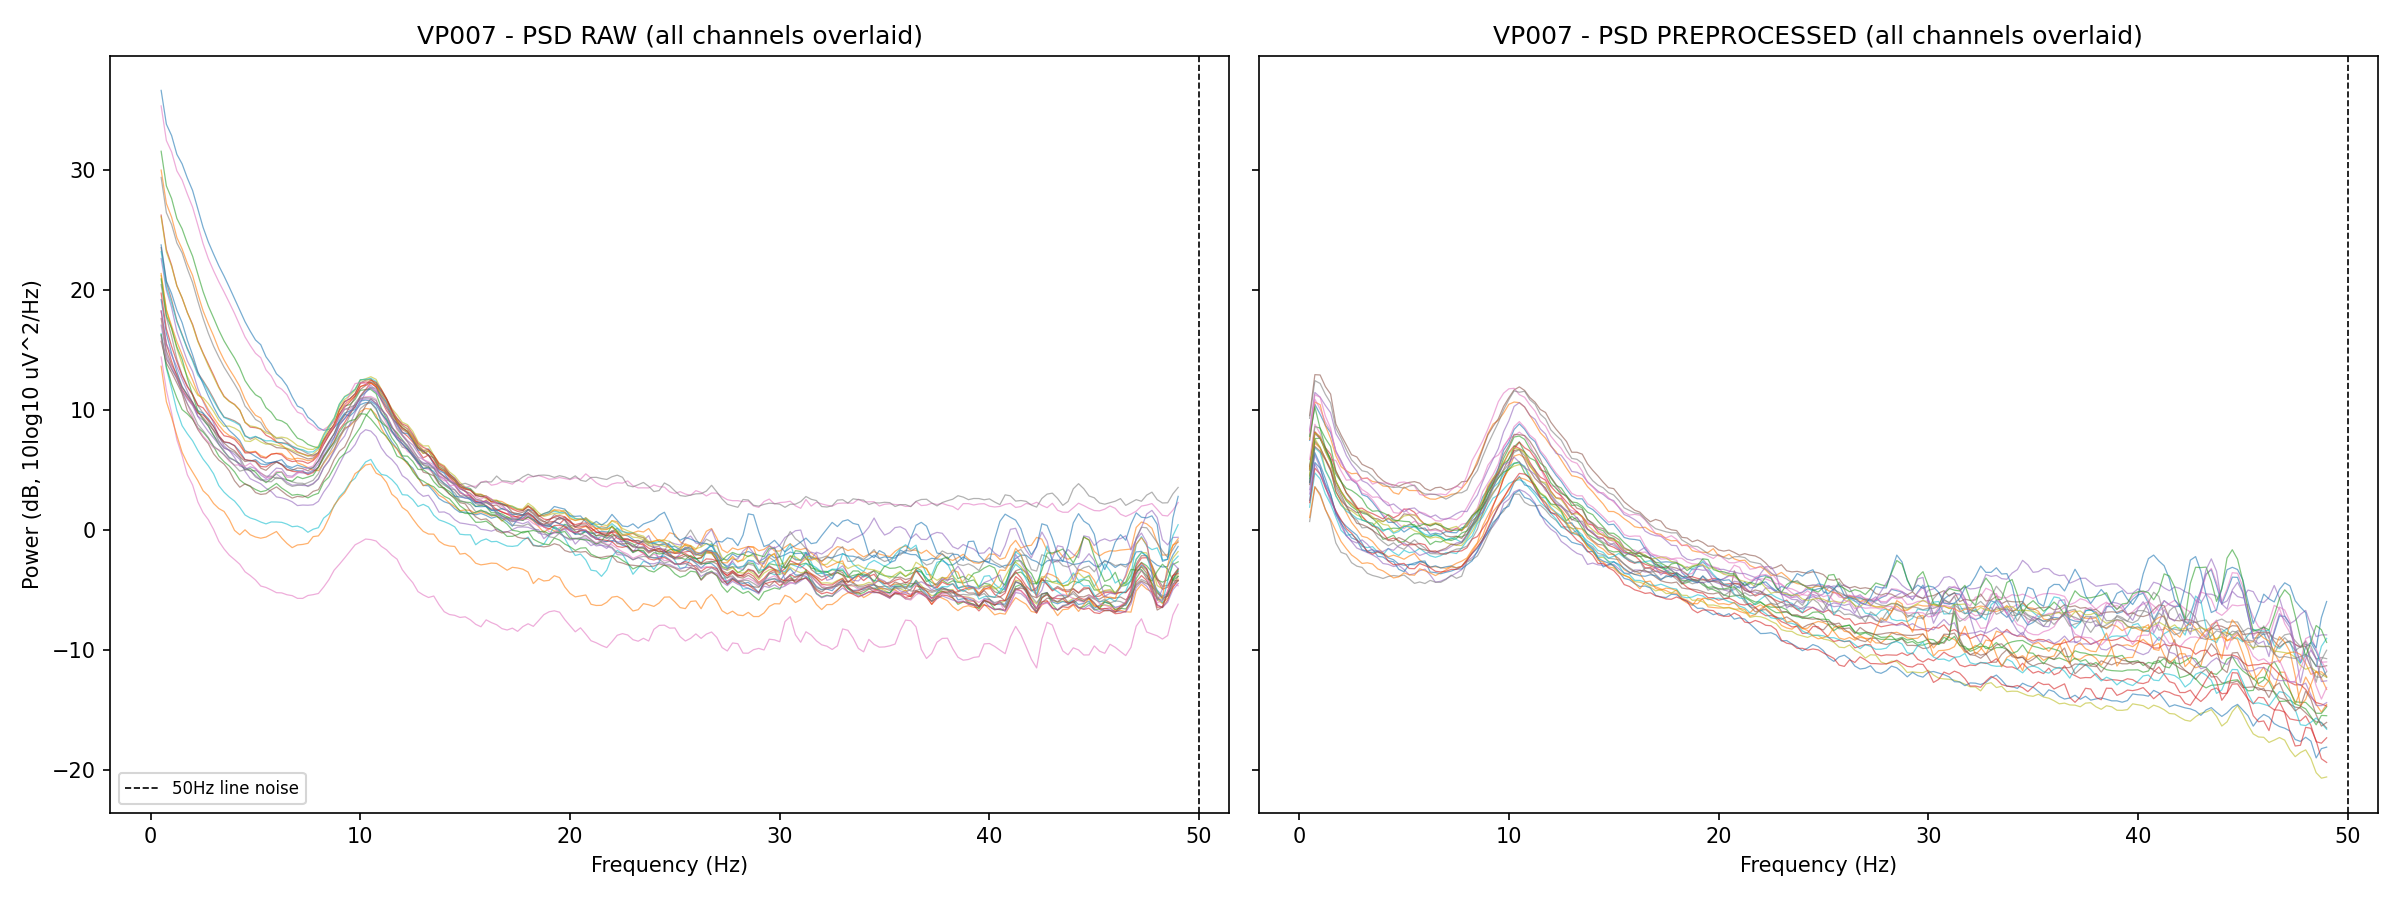 VP007 - PSD RAW (all channels overlaid)
VP007 - PSD PREPROCESSED (all channels overlaid)
Power (dB, 10log10 uV^2/Hz)
30
20
10
0
−10
−20
50Hz line noise
0 10 20 30 40 50
0 10 20 30 40 50
Frequency (Hz)
Frequency (Hz)